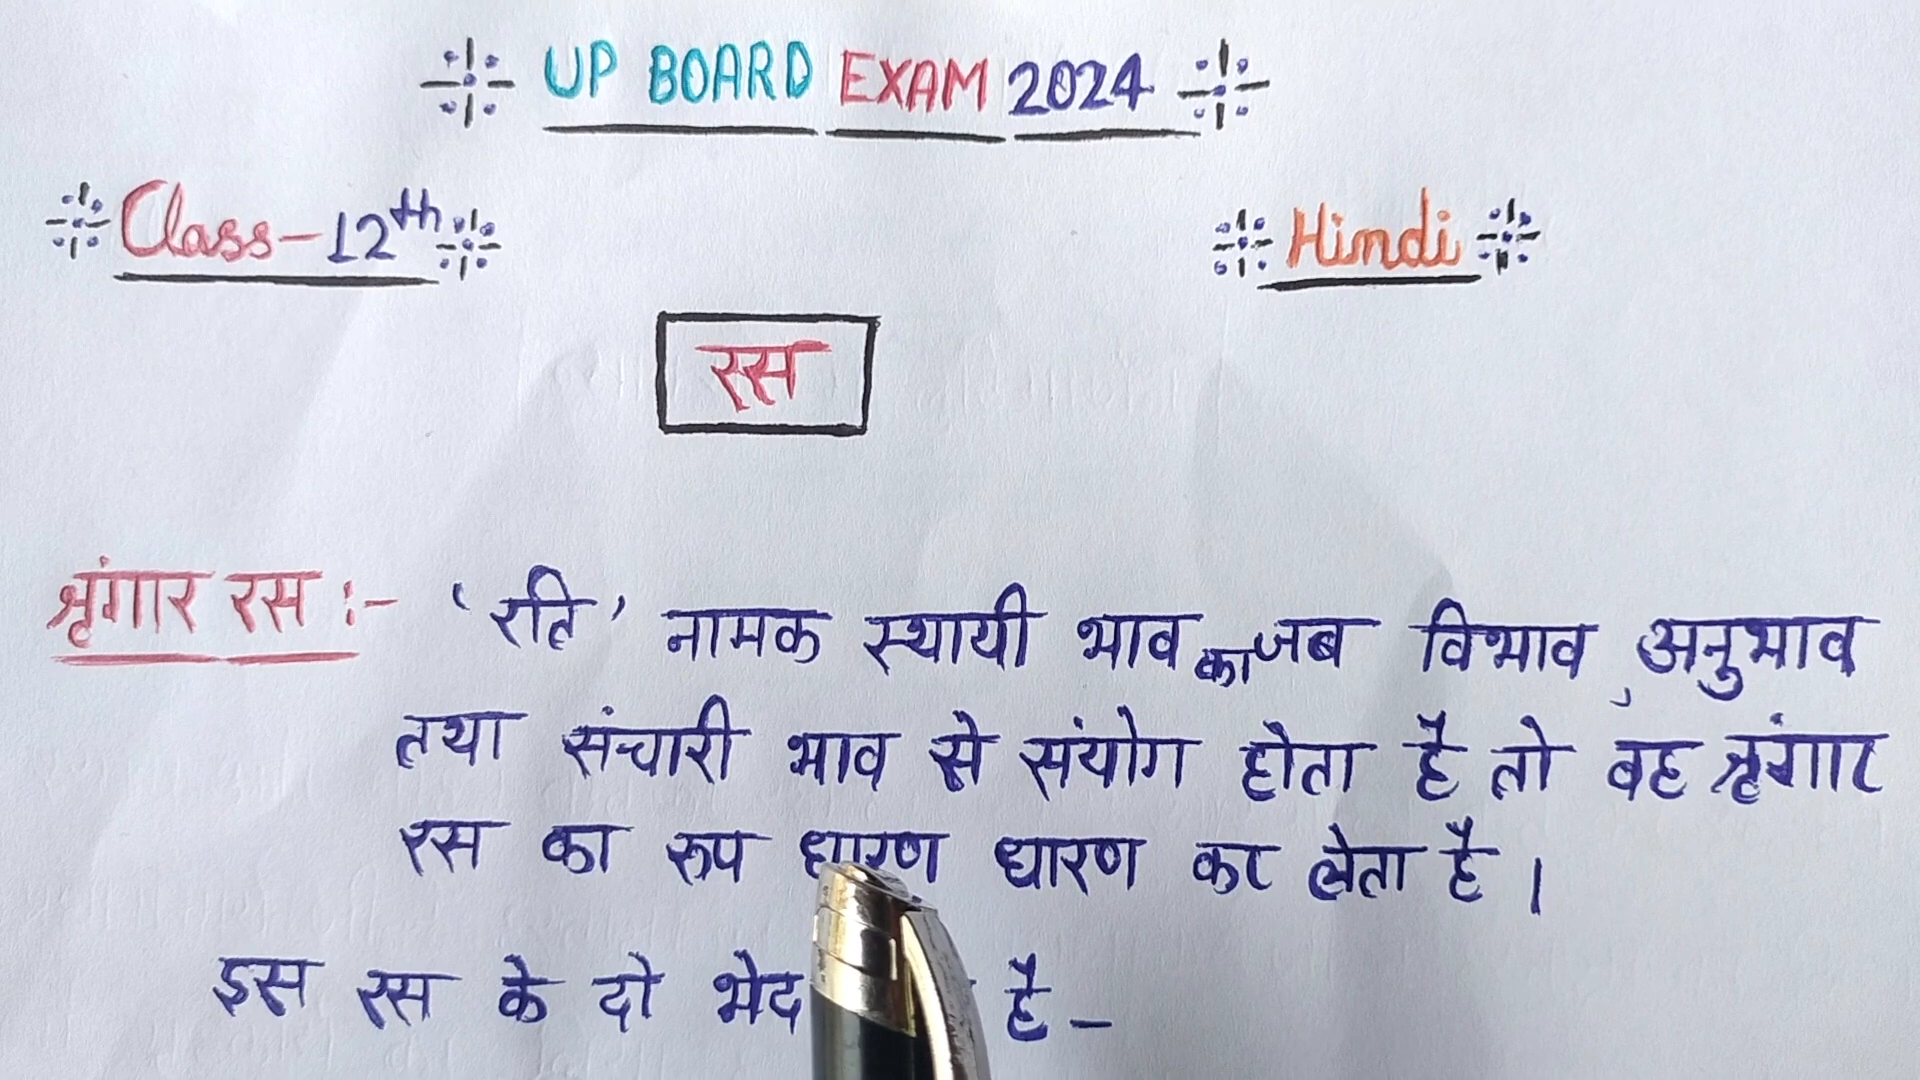 UP BOARD EXAM 2024
Class-12th Hindi
रस
श्रृंगार रस :- ‘रति’ नामक स्थायी भाव का जब विभाव, अनुभाव
तथा संचारी भाव से संयोग होता है तो वह श्रृंगार
रस का रूप धारण धारण कर लेता है।
इस रस के दो भेद है –